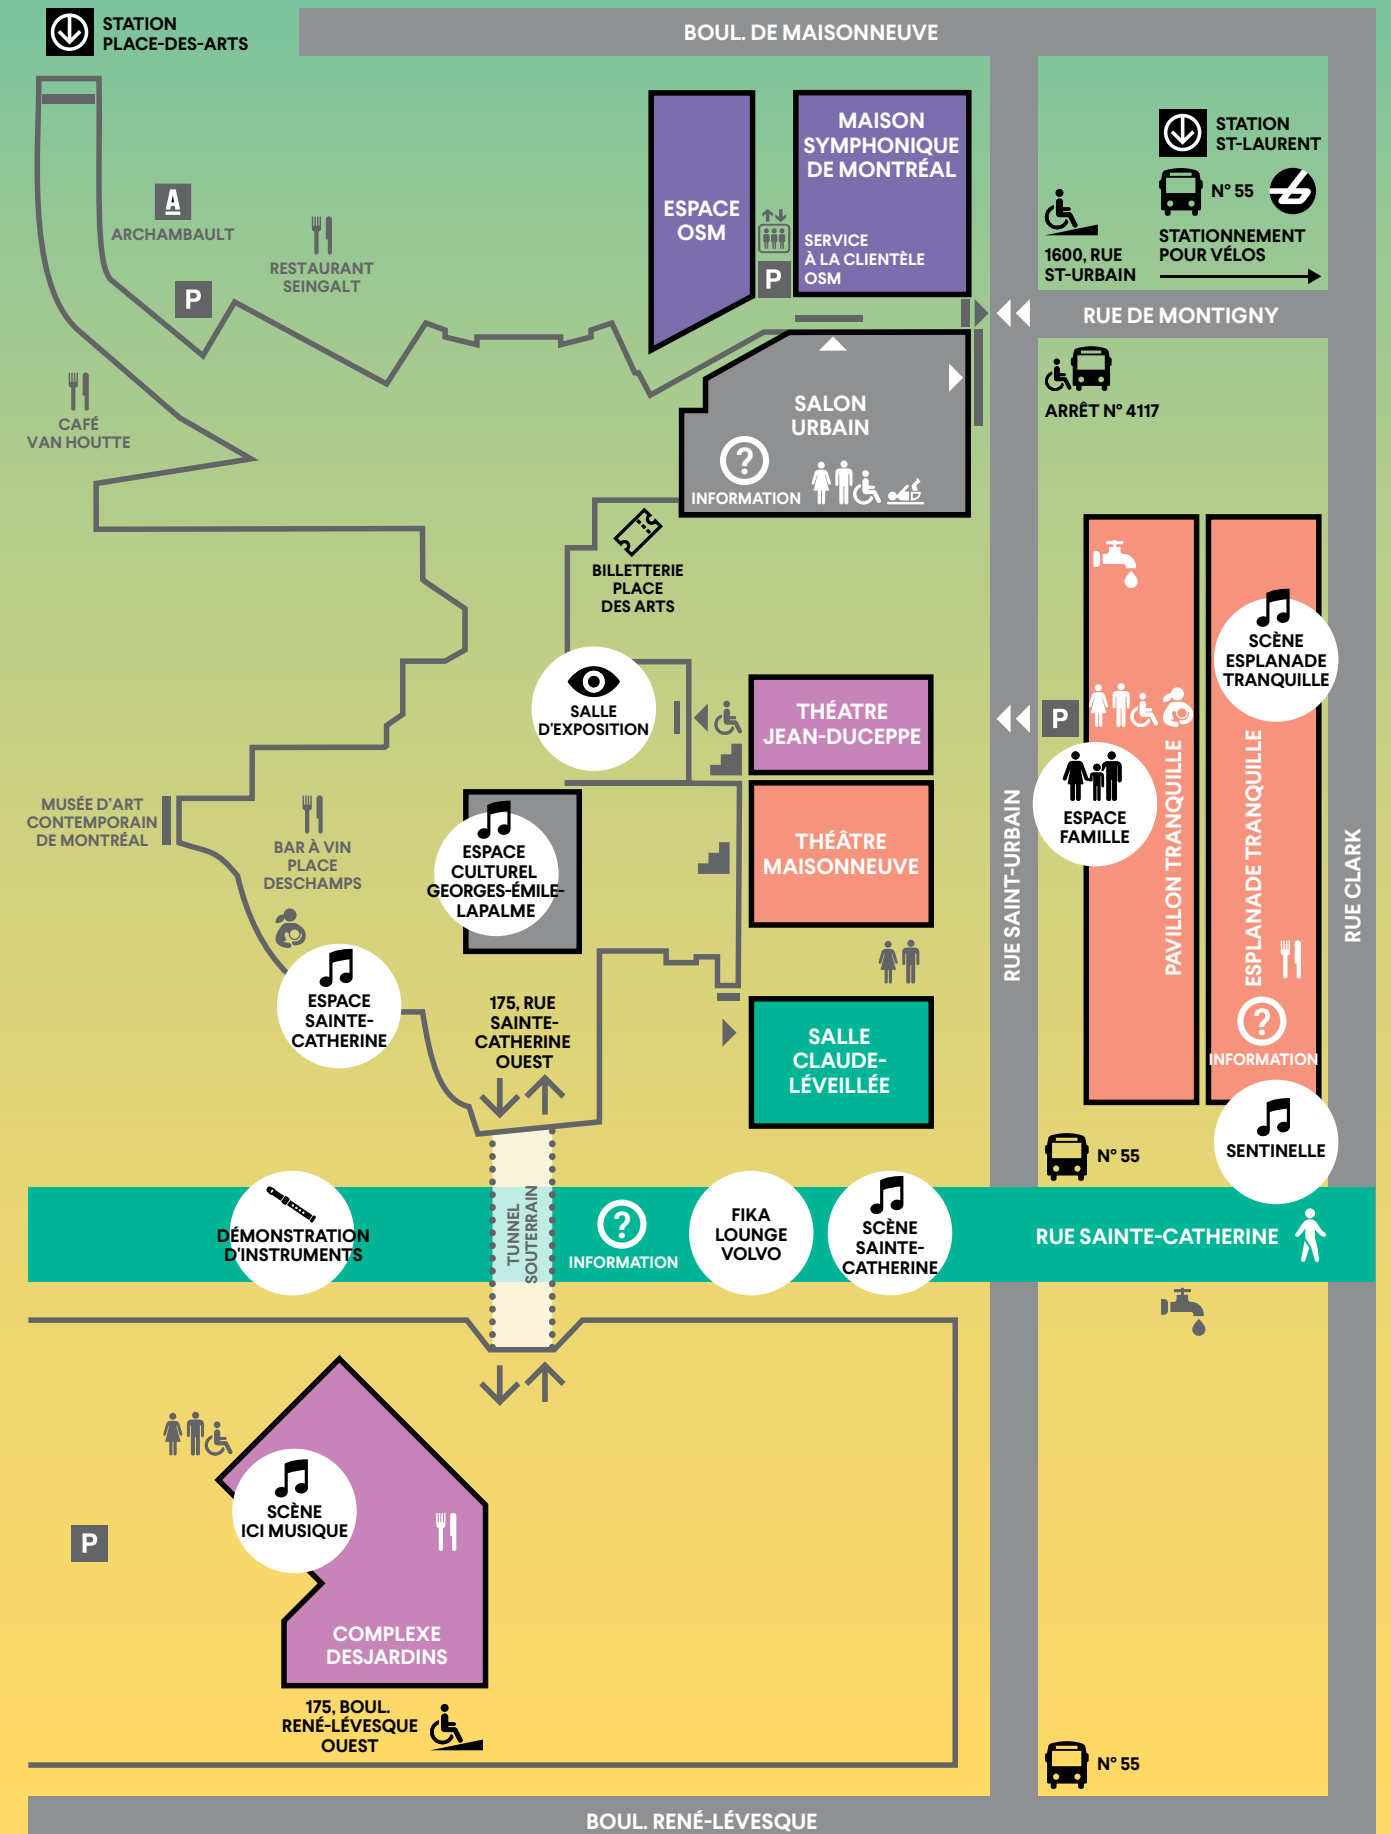 STATION
PLACE-DES-ARTS
BOUL. DE MAISONNEUVE
MAISON
SYMPHONIQUE
DE MONTRÉAL
SERVICE
À LA CLIENTÈLE
OSM
ESPACE
OSM
P
STATION
ST-LAURENT
N° 55
STATIONNEMENT
POUR VÉLOS
1600, RUE
ST-URBAIN
A
ARCHAMBAULT
RESTAURANT
SEINGALT
P
RUE DE MONTIGNY
ARRÊT N° 4117
CAFÉ
VAN HOUTTE
SALON
URBAIN
?
INFORMATION
BILLETTERIE
PLACE
DES ARTS
SCÈNE
ESPLANADE
TRANQUILLE
SALLE
D'EXPOSITION
THÉATRE
JEAN-DUCEPPE
P
ESPACE
FAMILLE
PAVILLON TRANQUILLE
ESPLANADE TRANQUILLE
RUE SAINT-URBAIN
RUE CLARK
MUSÉE D'ART
CONTEMPORAIN
DE MONTRÉAL
BAR À VIN
PLACE
DESCHAMPS
ESPACE
CULTUREL
GEORGES-ÉMILE-
LAPALME
THÉÂTRE
MAISONNEUVE
ESPACE
SAINTE-
CATHERINE
175, RUE
SAINTE-
CATHERINE
OUEST
SALLE
CLAUDE-
LÉVEILLÉE
?
INFORMATION
SENTINELLE
N° 55
DÉMONSTRATION
D'INSTRUMENTS
TUNNEL
SOUTERRAIN
?
INFORMATION
FIKA
LOUNGE
VOLVO
SCÈNE
SAINTE-
CATHERINE
RUE SAINTE-CATHERINE
SCÈNE
ICI MUSIQUE
P
COMPLEXE
DESJARDINS
175, BOUL.
RENÉ-LÉVESQUE
OUEST
N° 55
BOUL. RENÉ-LÉVESQUE